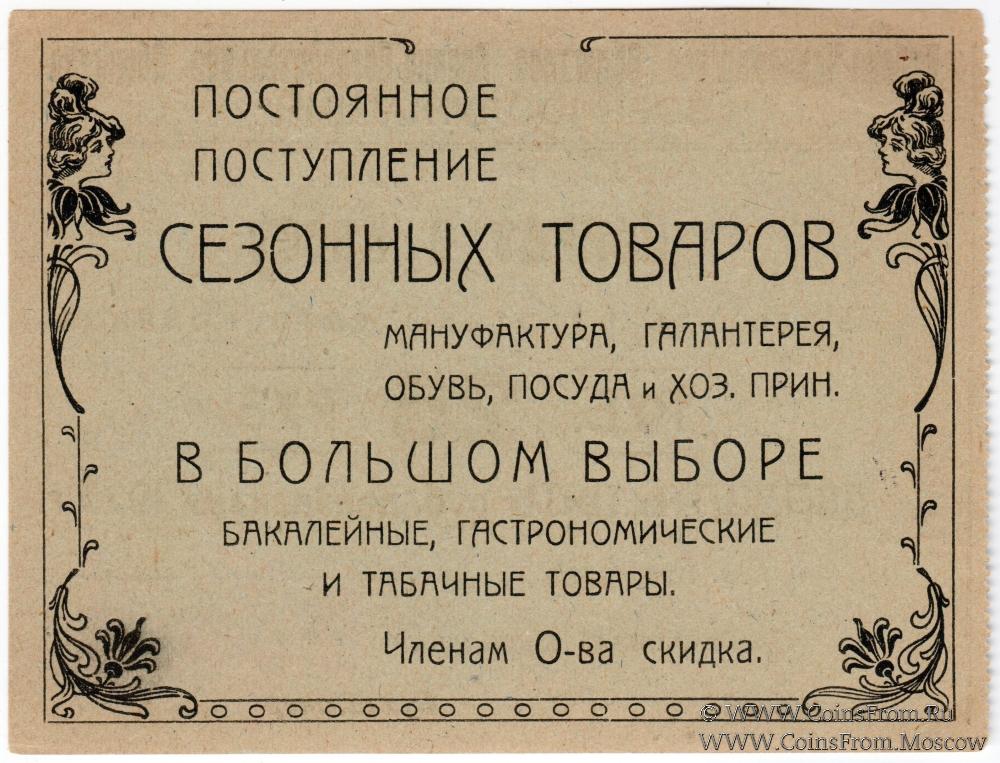 ПОСТОЯННОЕ
ПОСТУПЛЕНИЕ
СЕЗОННЫХ ТОВАРОВ
МАНУФАКТУРА, ГАЛАНТЕРЕЯ,
ОБУВЬ, ПОСУДА и ХОЗ. ПРИН.
В БОЛЬШОМ ВЫБОРЕ
БАКАЛЕЙНЫЕ, ГАСТРОНОМИЧЕСКИЕ
И ТАБАЧНЫЕ ТОВАРЫ.
Членам О-ва скидка.
© WWW.CoinsFrom.Ru
WWW.CoinsFrom.Moscow